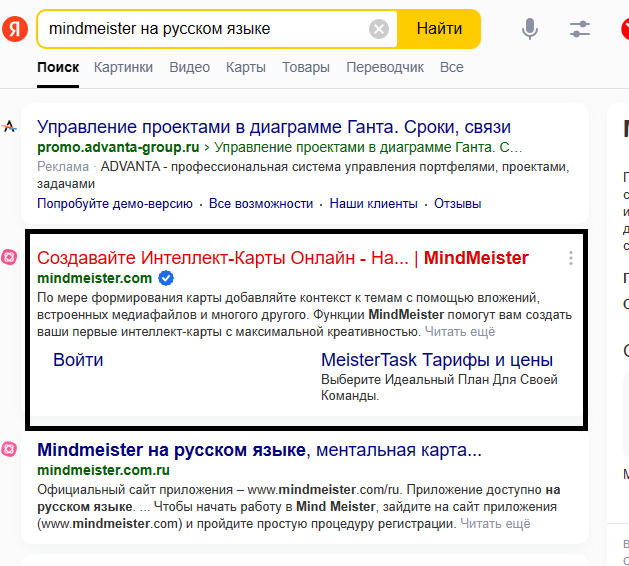 Я mindmeister на русском языке Найти
Поиск Картинки Видео Карты Товары Переводчик Все
Управление проектами в диаграмме Ганта. Сроки, связи
promo.advanta-group.ru › Управление проектами в диаграмме Ганта. С…
Реклама · ADVANTA - профессиональная система управления портфелями, проектами,
задачами
Попробуйте демо-версию · Все возможности · Наши клиенты · Отзывы
Создавайте Интеллект-Карты Онлайн - На... | MindMeister
mindmeister.com
По мере формирования карты добавляйте контекст к темам с помощью вложений,
встроенных медиафайлов и многого другого. Функции MindMeister помогут вам создать
ваши первые интеллект-карты с максимальной креативностью. Читать ещё
Войти MeisterTask Тарифы и цены
Выберите Идеальный План Для Своей
Команды.
Mindmeister на русском языке, ментальная карта...
mindmeister.com.ru
Официальный сайт приложения – www.mindmeister.com/ru. Приложение доступно на
русском языке. ... Чтобы начать работу в Mind Meister, зайдите на сайт приложения
(www.mindmeister.com) и пройдите простую процедуру регистрации. Читать ещё